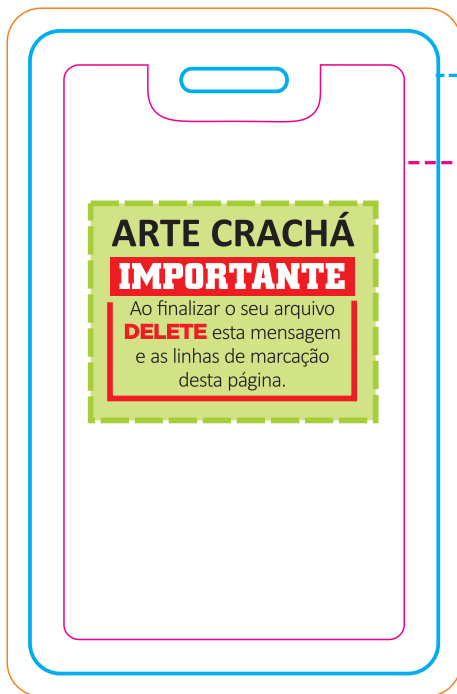 ARTE CRACHÁ
IMPORTANTE
Ao finalizar o seu arquivo
DELETE esta mensagem
e as linhas de marcação
desta página.